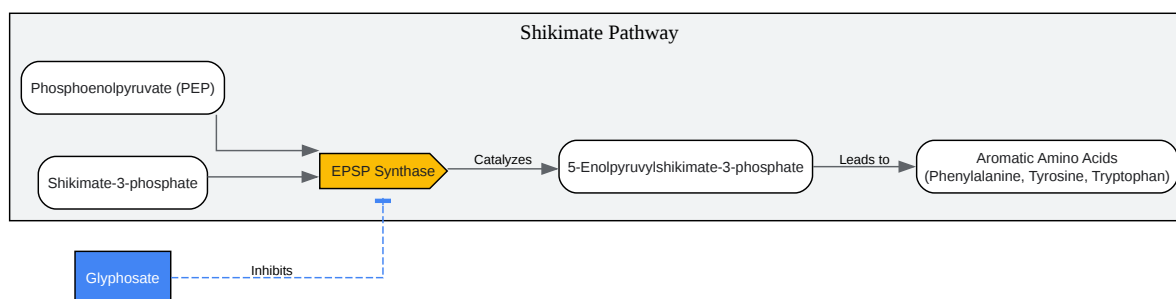 Shikimate Pathway
Phosphoenolpyruvate (PEP)
Shikimate-3-phosphate
EPSP Synthase
Catalyzes
5-Enolpyruvylshikimate-3-phosphate
Leads to
Aromatic Amino Acids
(Phenylalanine, Tyrosine, Tryptophan)
Glyphosate
Inhibits